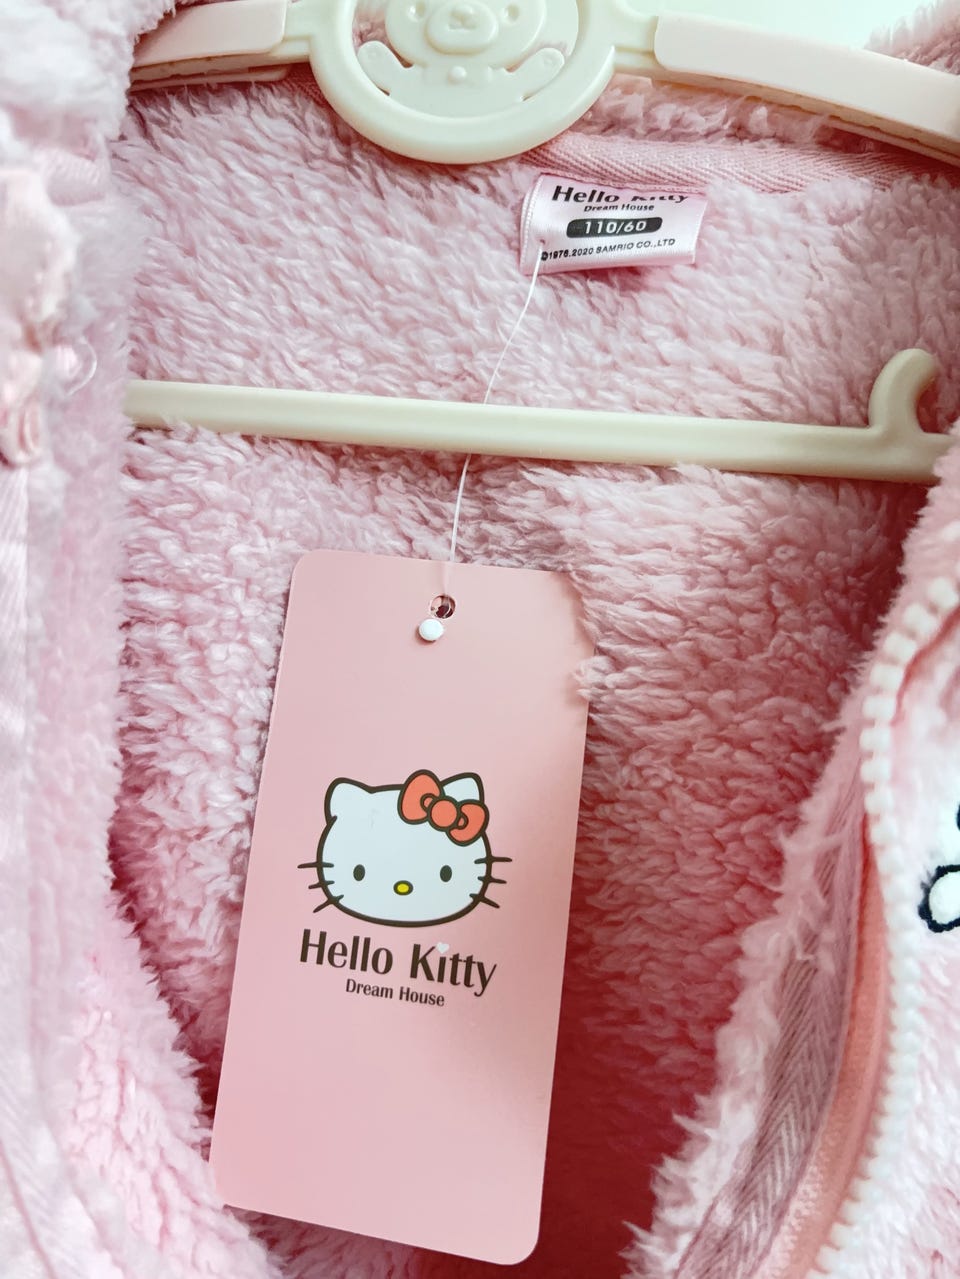 Hello Kitty
Dream House
110/60
©1976.2020 SAMRIO CO.,LTD
Hello Kitty
Dream House